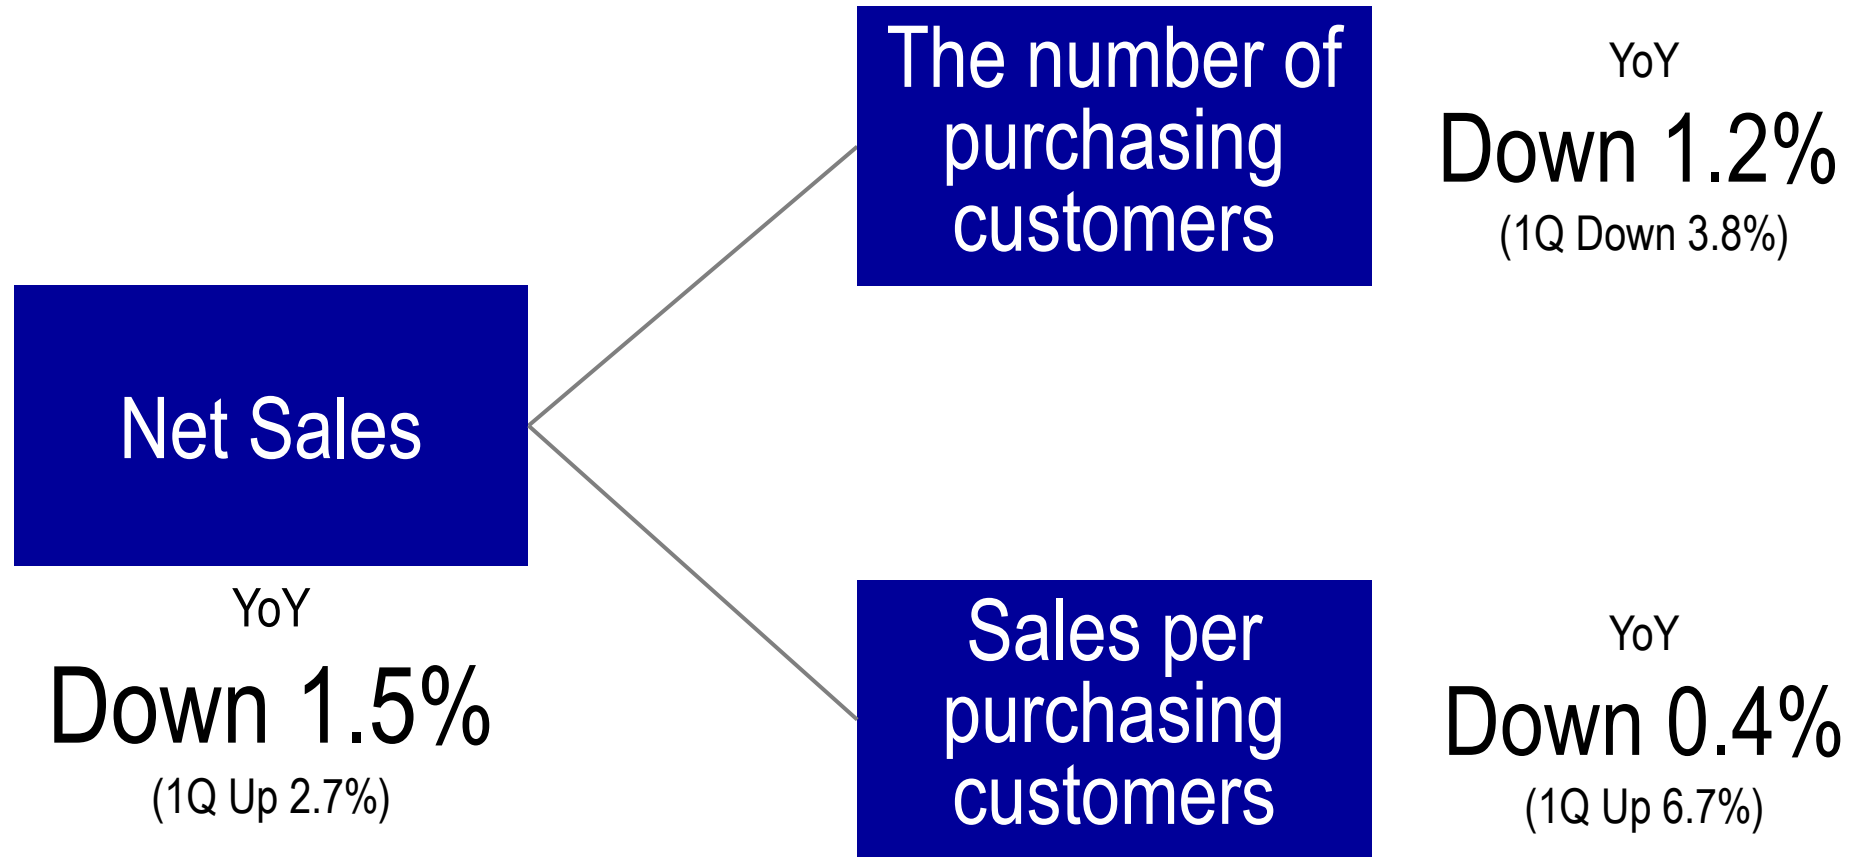 Net Sales
YoY
Down 1.5%
(1Q Up 2.7%)
The number of
purchasing
customers
YoY
Down 1.2%
(1Q Down 3.8%)
Sales per
purchasing
customers
YoY
Down 0.4%
(1Q Up 6.7%)